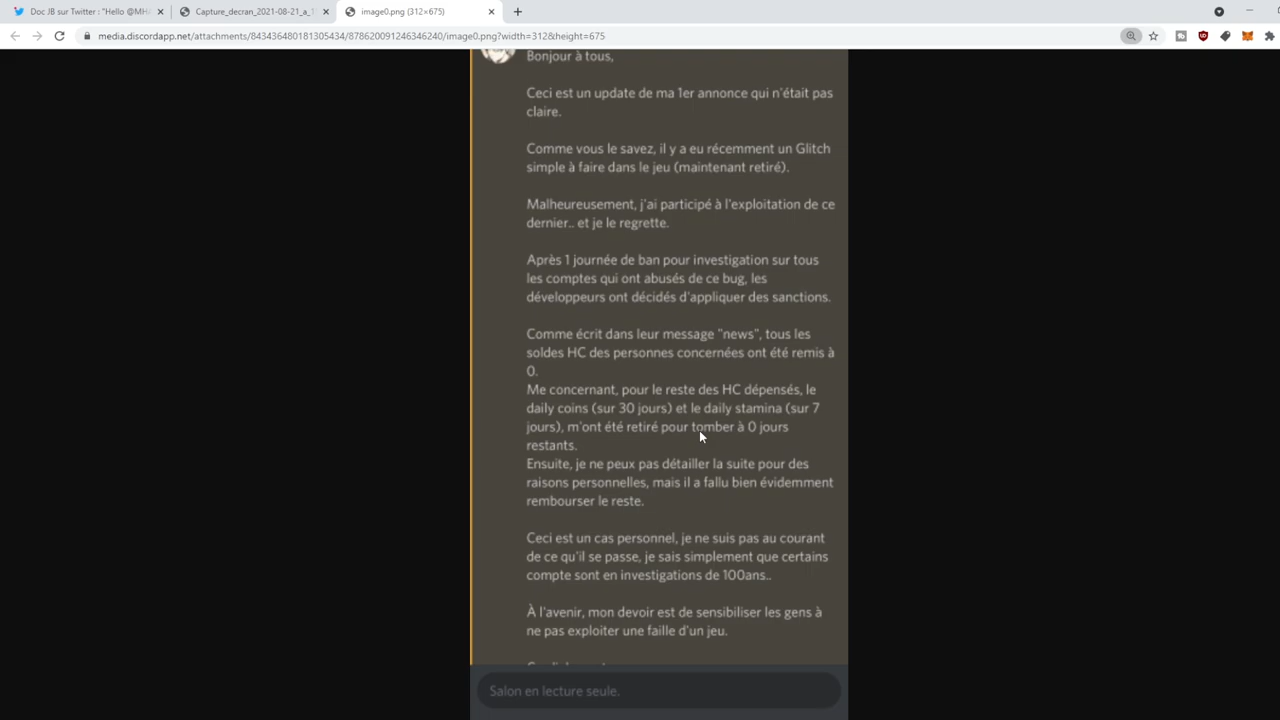 Doc JB sur Twitter : "Hello @MH
Capture_decran_2021-08-21_a_1
image0.png (312×675)
media.discordapp.net/attachments/843436480181305434/878620091246346240/image0.png?width=312&height=675
Bonjour à tous,
Ceci est un update de ma 1er annonce qui n'était pas
claire.
Comme vous le savez, il y a eu récemment un Glitch
simple à faire dans le jeu (maintenant retiré).
Malheureusement, j'ai participé à l'exploitation de ce
dernier.. et je le regrette.
Après 1 journée de ban pour investigation sur tous
les comptes qui ont abusés de ce bug, les
développeurs ont décidés d'appliquer des sanctions.
Comme écrit dans leur message "news", tous les
soldes HC des personnes concernées ont été remis à
0.
Me concernant, pour le reste des HC dépensés, le
daily coins (sur 30 jours) et le daily stamina (sur 7
jours), m'ont été retiré pour tomber à 0 jours
restants.
Ensuite, je ne peux pas détailler la suite pour des
raisons personnelles, mais il a fallu bien évidemment
rembourser le reste.
Ceci est un cas personnel, je ne suis pas au courant
de ce qu'il se passe, je sais simplement que certains
compte sont en investigations de 100ans..
À l'avenir, mon devoir est de sensibiliser les gens à
ne pas exploiter une faille d'un jeu.
Salon en lecture seule.